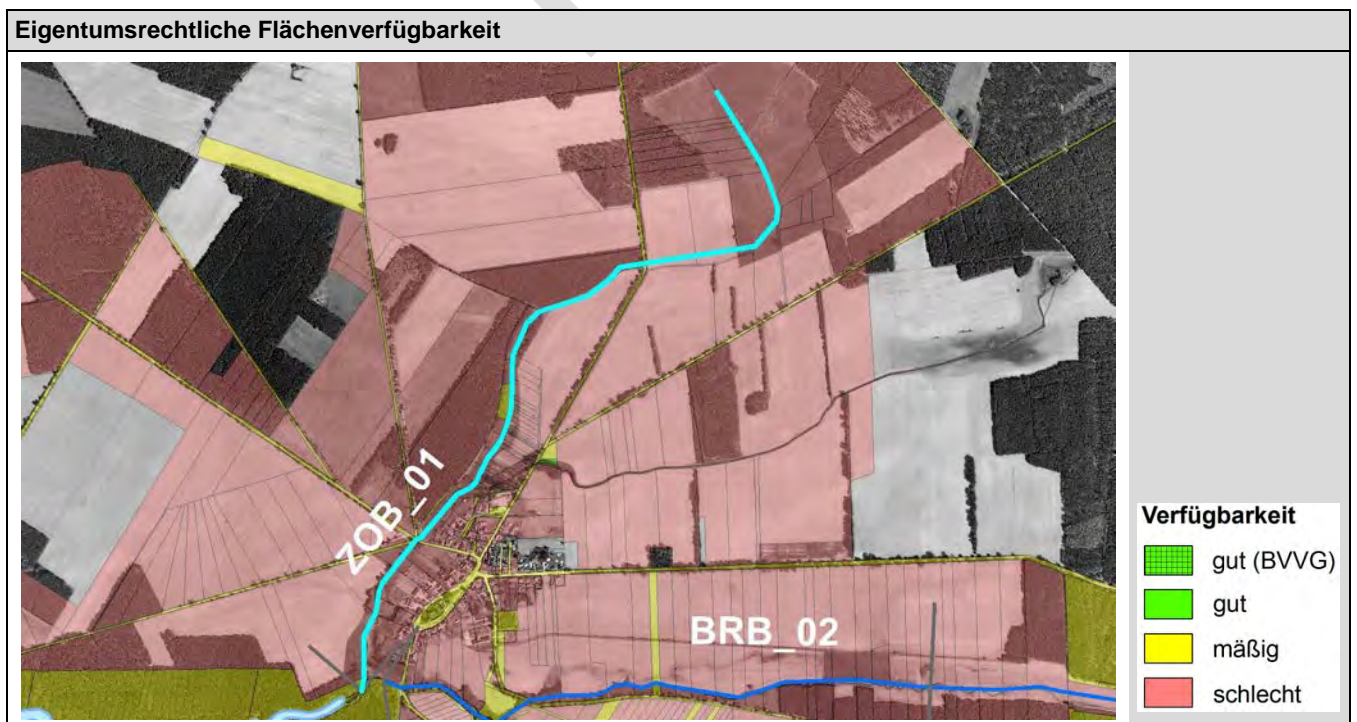 Eigentumsrechtliche Flächenverfügbarkeit
ZOB_01
BRB_02
Verfügbarkeit
gut (BVVG)
gut
mäßig
schlecht